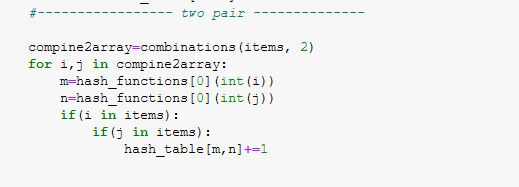 #----------------- two pair --------------
compine2array=combinations(items, 2)
for i,j in compine2array:
    m=hash_functions[0](int(i))
    n=hash_functions[0](int(j))
    if(i in items):
        if(j in items):
            hash_table[m,n]+=1